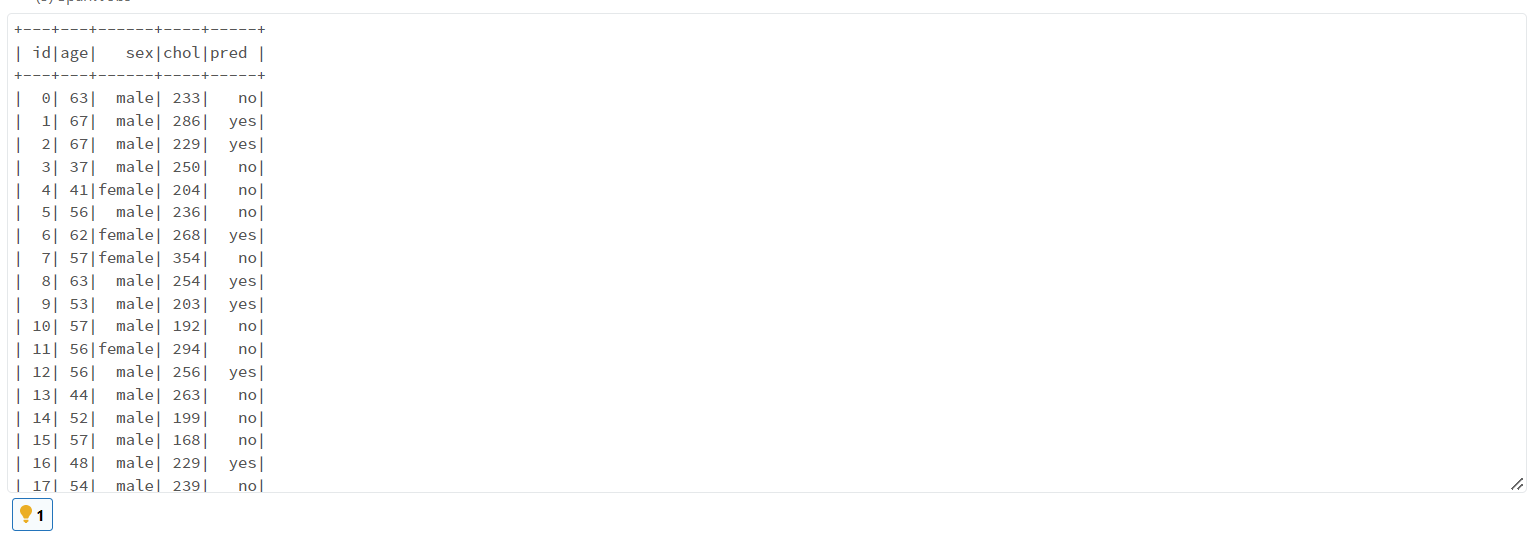 +---+---+------+----+-----+
| id|age|   sex|chol|pred |
+---+---+------+----+-----+
|  0| 63|  male| 233|   no|
|  1| 67|  male| 286|  yes|
|  2| 67|  male| 229|  yes|
|  3| 37|  male| 250|   no|
|  4| 41|female| 204|   no|
|  5| 56|  male| 236|   no|
|  6| 62|female| 268|  yes|
|  7| 57|female| 354|   no|
|  8| 63|  male| 254|  yes|
|  9| 53|  male| 203|  yes|
| 10| 57|  male| 192|   no|
| 11| 56|female| 294|   no|
| 12| 56|  male| 256|  yes|
| 13| 44|  male| 263|   no|
| 14| 52|  male| 199|   no|
| 15| 57|  male| 168|   no|
| 16| 48|  male| 229|  yes|
| 17| 54|  male| 239|   no|
1